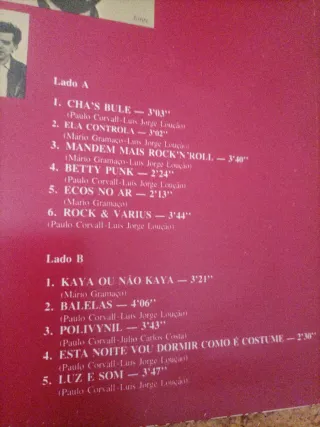 Lado A
1. CHA'S BULE — 3'03''
(Paulo Corvall-Luis Jorge Loução)
2. ELA CONTROLA — 3'02''
(Mário Gramaço-Luis Jorge Loução)
3. MANDEM MAIS ROCK'N'ROLL — 3'40''
(Mário Gramaço-Luis Jorge Loução)
4. BETTY PUNK — 2'24''
(Paulo Corvall-Luis Jorge Loução)
5. ECOS NO AR — 2'13''
(Mário Gramaço)
6. ROCK & VARIUS — 3'44''
(Paulo Corvall-Luis Jorge Loução)
Lado B
1. KAYA OU NÃO KAYA — 3'21''
(Mário Gramaço)
2. BALELAS — 4'06''
(Paulo Corvall-Luis Jorge Loução)
3. POLIVYNIL — 3'43''
(Paulo Corvall-Júlio Carlos Costa)
4. ESTA NOITE VOU DORMIR COMO É COSTUME — 2'30''
(Paulo Corvall-Luis Jorge Loução)
5. LUZ E SOM — 3'47''
(Paulo Corvall-Luis Jorge Loução)